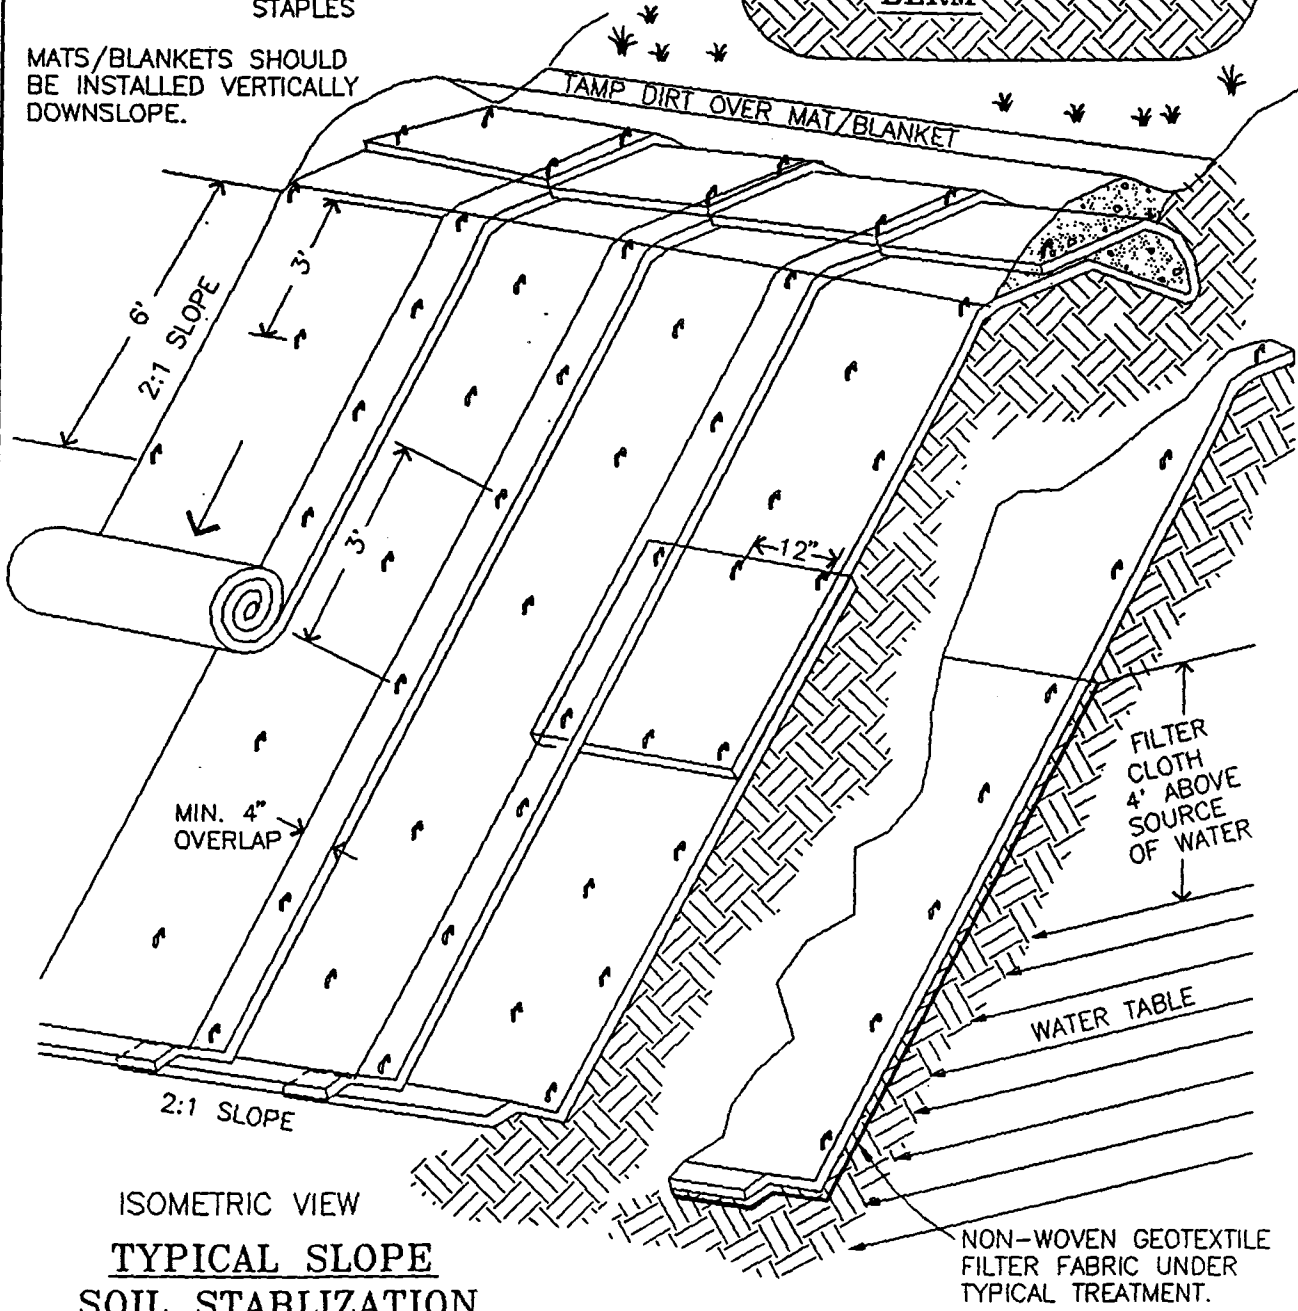 STAPLES
BERM
MATS/BLANKETS SHOULD
BE INSTALLED VERTICALLY
DOWNSLOPE.
TAMP DIRT OVER MAT/BLANKET
3'
6'
2:1 SLOPE
3'
12"
FILTER
CLOTH
4' ABOVE
SOURCE
OF WATER
MIN. 4"
OVERLAP
WATER TABLE
2:1 SLOPE
ISOMETRIC VIEW
TYPICAL SLOPE
SOIL STABLIZATION
NON-WOVEN GEOTEXTILE
FILTER FABRIC UNDER
TYPICAL TREATMENT.